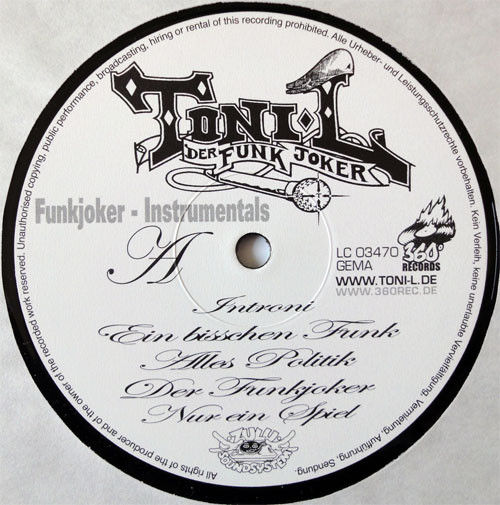 TONI-L
DER FUNK JOKER
Funkjoker - Instrumentals
A
LC 03470
GEMA
360°
RECORDS
WWW.TONI-L.DE
WWW.360REC.DE
Introni
Ein bisschen Funk
Alles Politik
Der Funkjoker
Nur ein Spiel
ZULU
SOUNDSYSTEM
All rights of the producer and of the owner of the recorded work reserved. Unauthorised copying, public performance, broadcasting, hiring or rental of this recording prohibited. Alle Urheber- und Leistungsschutzrechte vorbehalten. Kein Verleih, keine unerlaubte Vervielfältigung, Vermietung, Aufführung, Sendung.